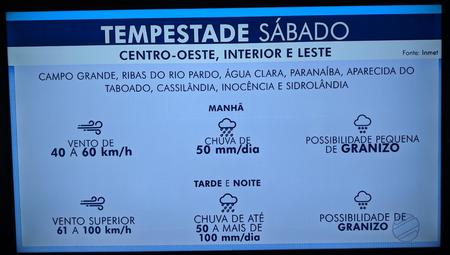 TEMPESTADE SÁBADO
CENTRO-OESTE, INTERIOR E LESTE
Fonte: Inmet
CAMPO GRANDE, RIBAS DO RIO PARDO, ÁGUA CLARA, PARANAÍBA, APARECIDA DO
TABOADO, CASSILÂNDIA, INOCÊNCIA E SIDROLÂNDIA
MANHÃ
VENTO DE
40 A 60 km/h
CHUVA DE
50 mm/dia
POSSIBILIDADE PEQUENA
DE GRANIZO
TARDE E NOITE
VENTO SUPERIOR
61 A 100 km/h
CHUVA DE ATÉ
50 A MAIS DE
100 mm/dia
POSSIBILIDADE DE
GRANIZO